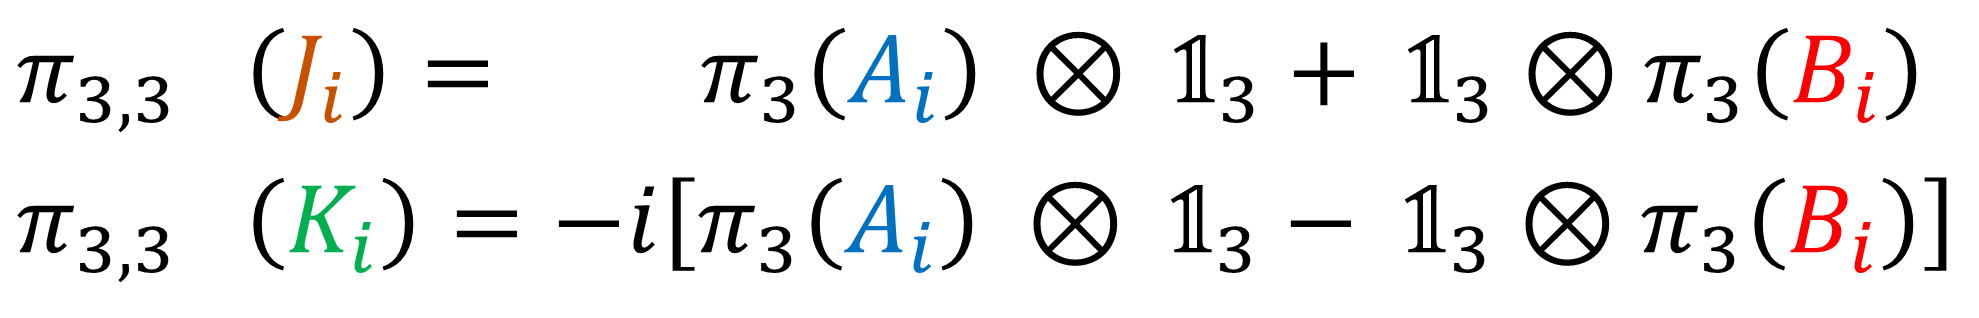 π₃,₃ (Jᵢ) = π₃(Aᵢ) ⊗ 𝟙₃ + 𝟙₃ ⊗ π₃(Bᵢ)
π₃,₃ (Kᵢ) = −i[π₃(Aᵢ) ⊗ 𝟙₃ − 𝟙₃ ⊗ π₃(Bᵢ)]